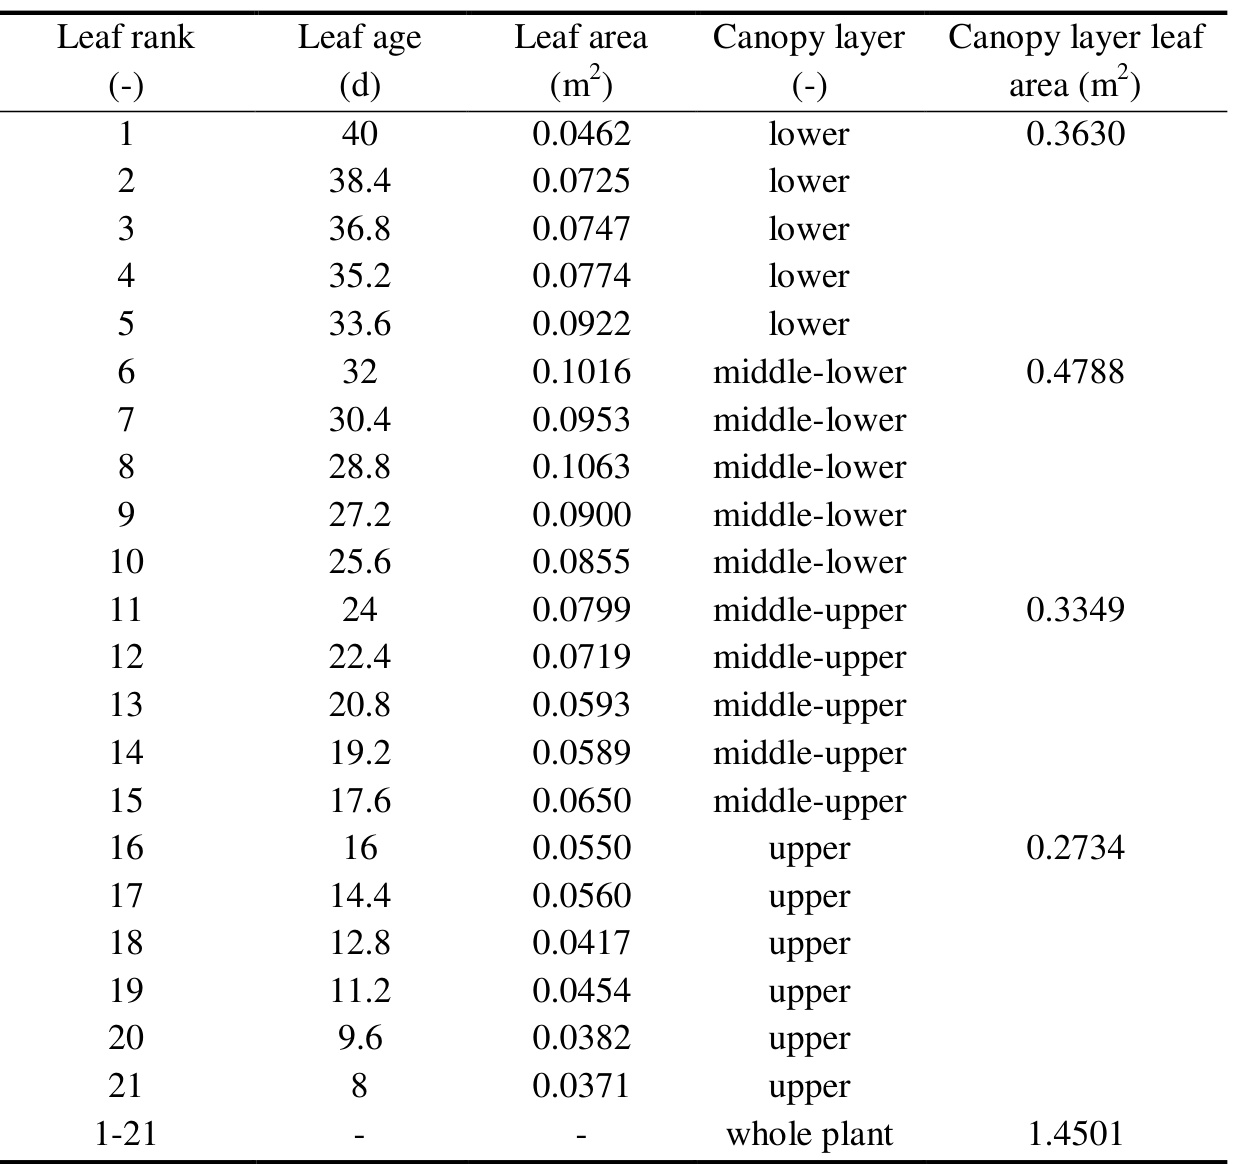 Leaf rank Leaf age Leaf area Canopy layer Canopy layer leaf
(-) (d) (m²) (-) area (m²)
1 40 0.0462 lower 0.3630
2 38.4 0.0725 lower
3 36.8 0.0747 lower
4 35.2 0.0774 lower
5 33.6 0.0922 lower
6 32 0.1016 middle-lower 0.4788
7 30.4 0.0953 middle-lower
8 28.8 0.1063 middle-lower
9 27.2 0.0900 middle-lower
10 25.6 0.0855 middle-lower
11 24 0.0799 middle-upper 0.3349
12 22.4 0.0719 middle-upper
13 20.8 0.0593 middle-upper
14 19.2 0.0589 middle-upper
15 17.6 0.0650 middle-upper
16 16 0.0550 upper 0.2734
17 14.4 0.0560 upper
18 12.8 0.0417 upper
19 11.2 0.0454 upper
20 9.6 0.0382 upper
21 8 0.0371 upper
1-21 - - whole plant 1.4501